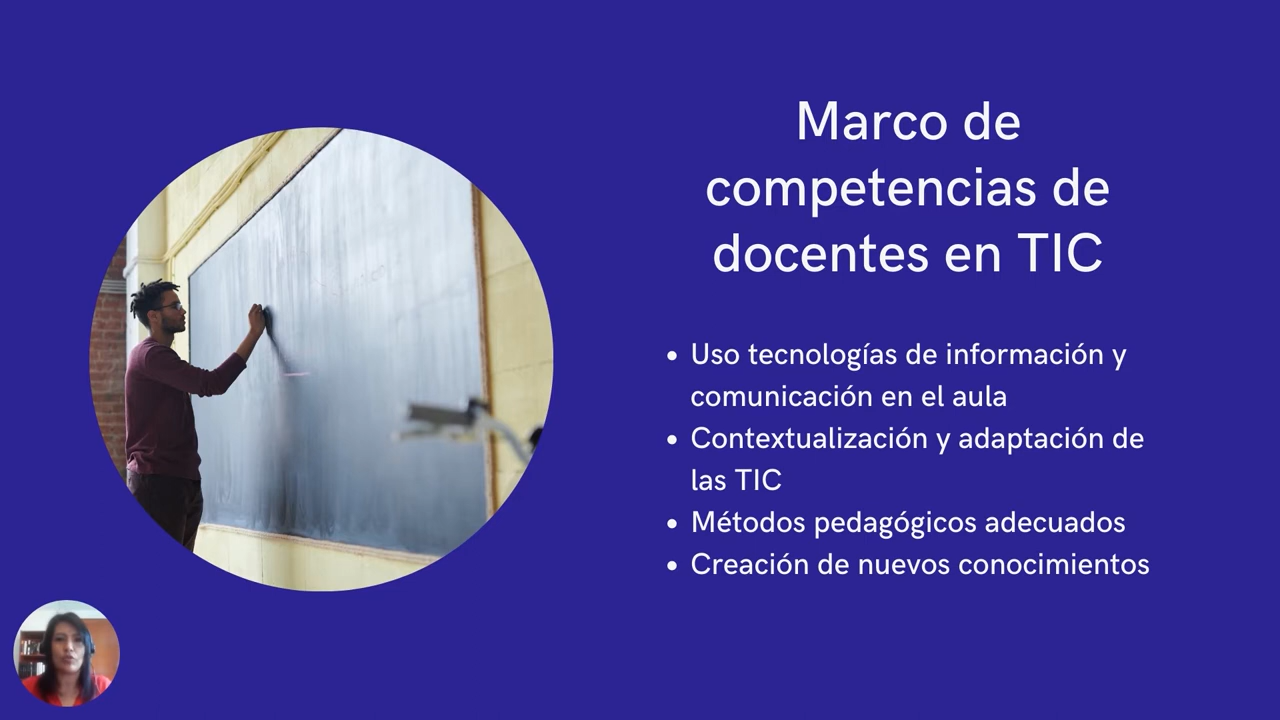 Marco de
competencias de
docentes en TIC
• Uso tecnologías de información y
comunicación en el aula
• Contextualización y adaptación de
las TIC
• Métodos pedagógicos adecuados
• Creación de nuevos conocimientos